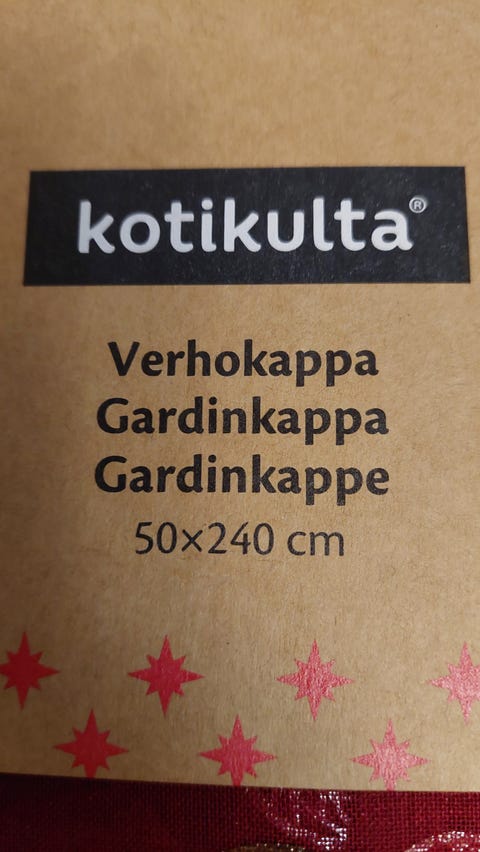 kotikulta®
Verhokappa
Gardinkappa
Gardinkappe
50×240 cm